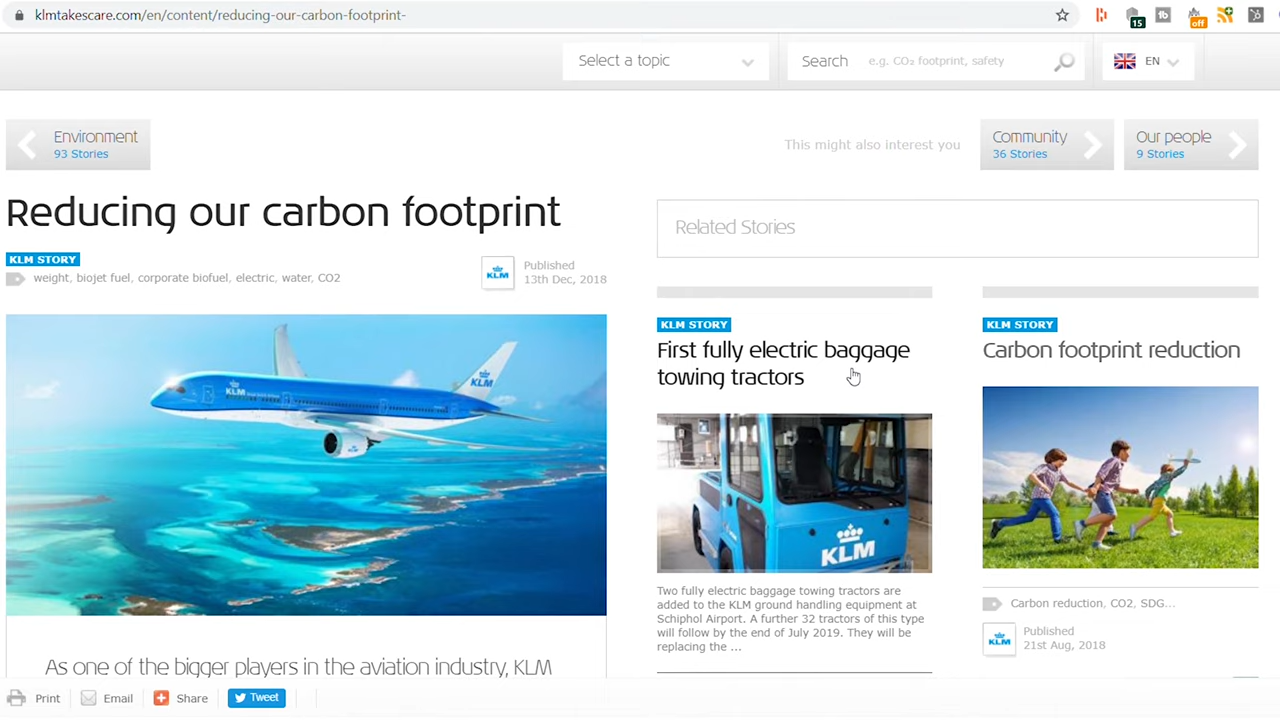 klmtakescare.com/en/content/reducing-our-carbon-footprint-
15
off
Select a topic
Search e.g. CO₂ footprint, safety
EN
Environment
93 Stories
This might also interest you
Community
36 Stories
Our people
9 Stories
Reducing our carbon footprint
KLM STORY
weight, biojet fuel, corporate biofuel, electric, water, CO2
KLM
Published
13th Dec, 2018
KLM
KLM
As one of the bigger players in the aviation industry, KLM
Related Stories
KLM STORY
First fully electric baggage
towing tractors
KLM
Two fully electric baggage towing tractors are
added to the KLM ground handling equipment at
Schiphol Airport. A further 32 tractors of this type
will follow by the end of July 2019. They will be
replacing the ...
KLM STORY
Carbon footprint reduction
Carbon reduction, CO2, SDG...
KLM
Published
21st Aug, 2018
Print
Email
Share
Tweet